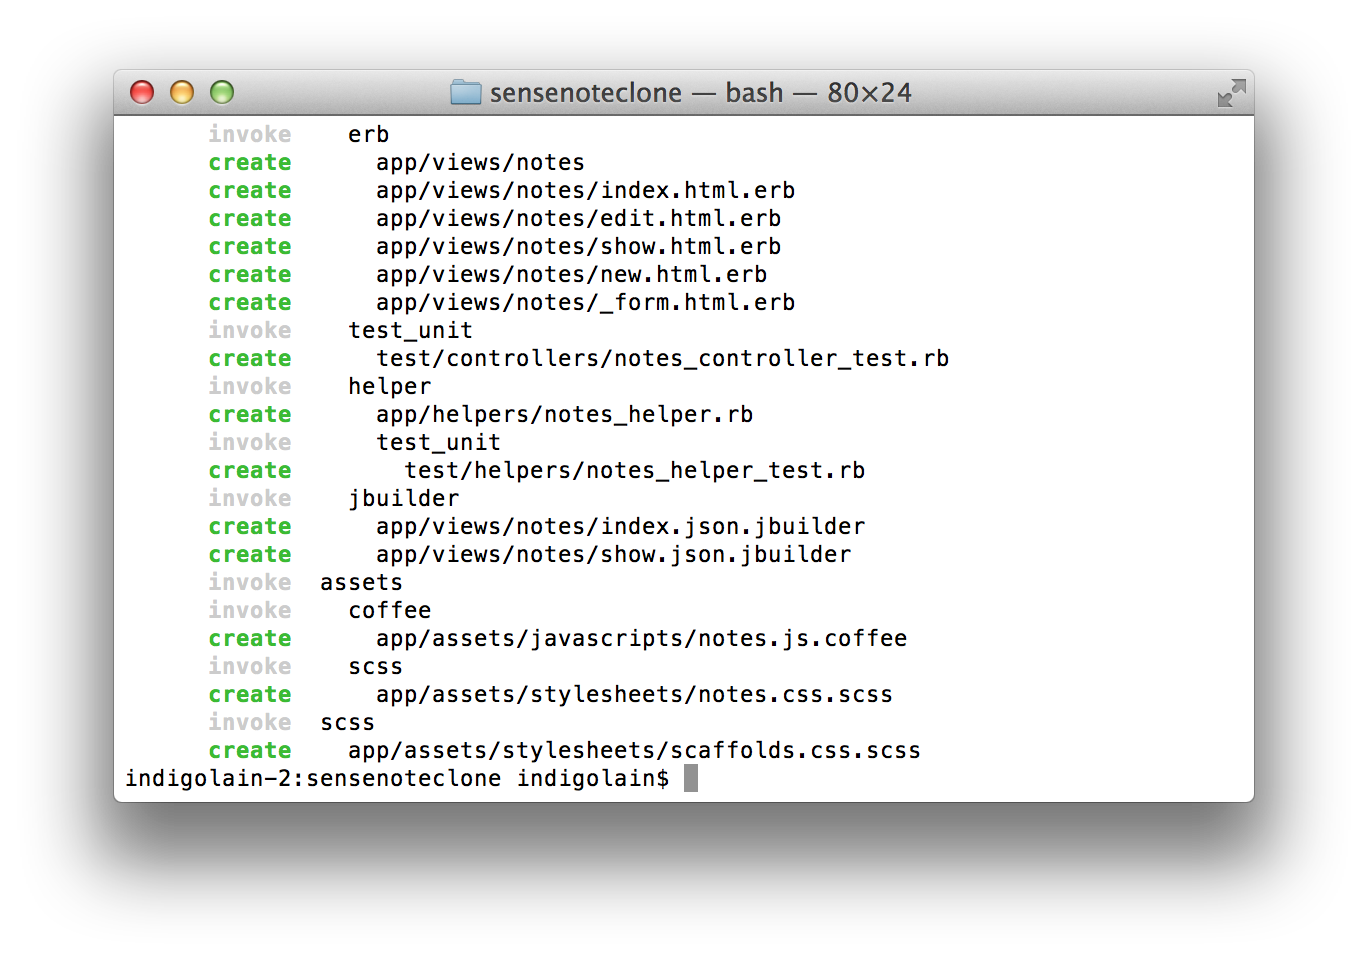 sensenoteclone — bash — 80×24
invoke    erb
create      app/views/notes
create      app/views/notes/index.html.erb
create      app/views/notes/edit.html.erb
create      app/views/notes/show.html.erb
create      app/views/notes/new.html.erb
create      app/views/notes/_form.html.erb
invoke    test_unit
create      test/controllers/notes_controller_test.rb
invoke    helper
create      app/helpers/notes_helper.rb
invoke      test_unit
create        test/helpers/notes_helper_test.rb
invoke    jbuilder
create      app/views/notes/index.json.jbuilder
create      app/views/notes/show.json.jbuilder
invoke  assets
invoke    coffee
create      app/assets/javascripts/notes.js.coffee
invoke    scss
create      app/assets/stylesheets/notes.css.scss
invoke  scss
create    app/assets/stylesheets/scaffolds.css.scss
indigolain-2:sensenoteclone indigolain$